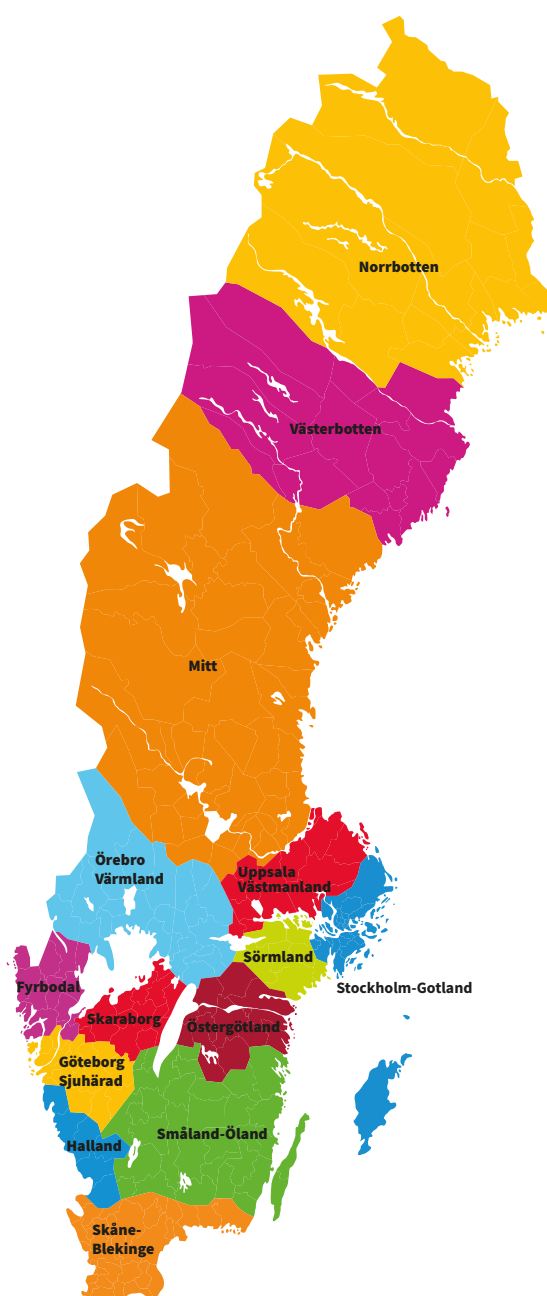 Norrbotten
Västerbotten
Mitt
Örebro
Värmland
Uppsala
Västmanland
Sörmland
Fyrbodal
Stockholm-Gotland
Skaraborg
Östergötland
Göteborg
Sjuhärad
Småland-Öland
Halland
Skåne-
Blekinge